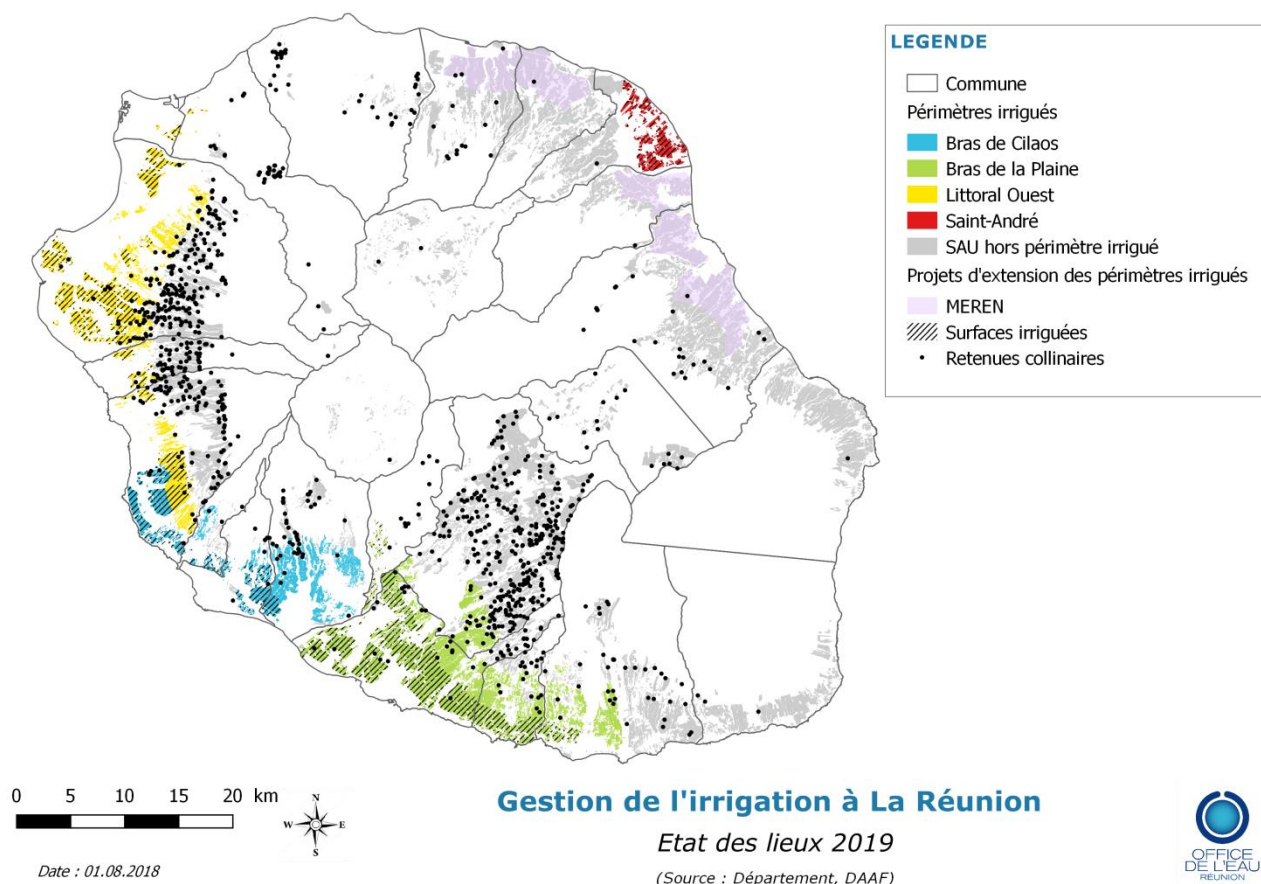 LEGENDE
Commune
Périmètres irrigués
Bras de Cilaos
Bras de la Plaine
Littoral Ouest
Saint-André
SAU hors périmètre irrigué
Projets d'extension des périmètres irrigués
MEREN
Surfaces irriguées
Retenues collinaires
0 5 10 15 20 km
N
W E
S
Date : 01.08.2018
Gestion de l'irrigation à La Réunion
Etat des lieux 2019
(Source : Département, DAAF)
OFFICE
DE L'EAU
RÉUNION